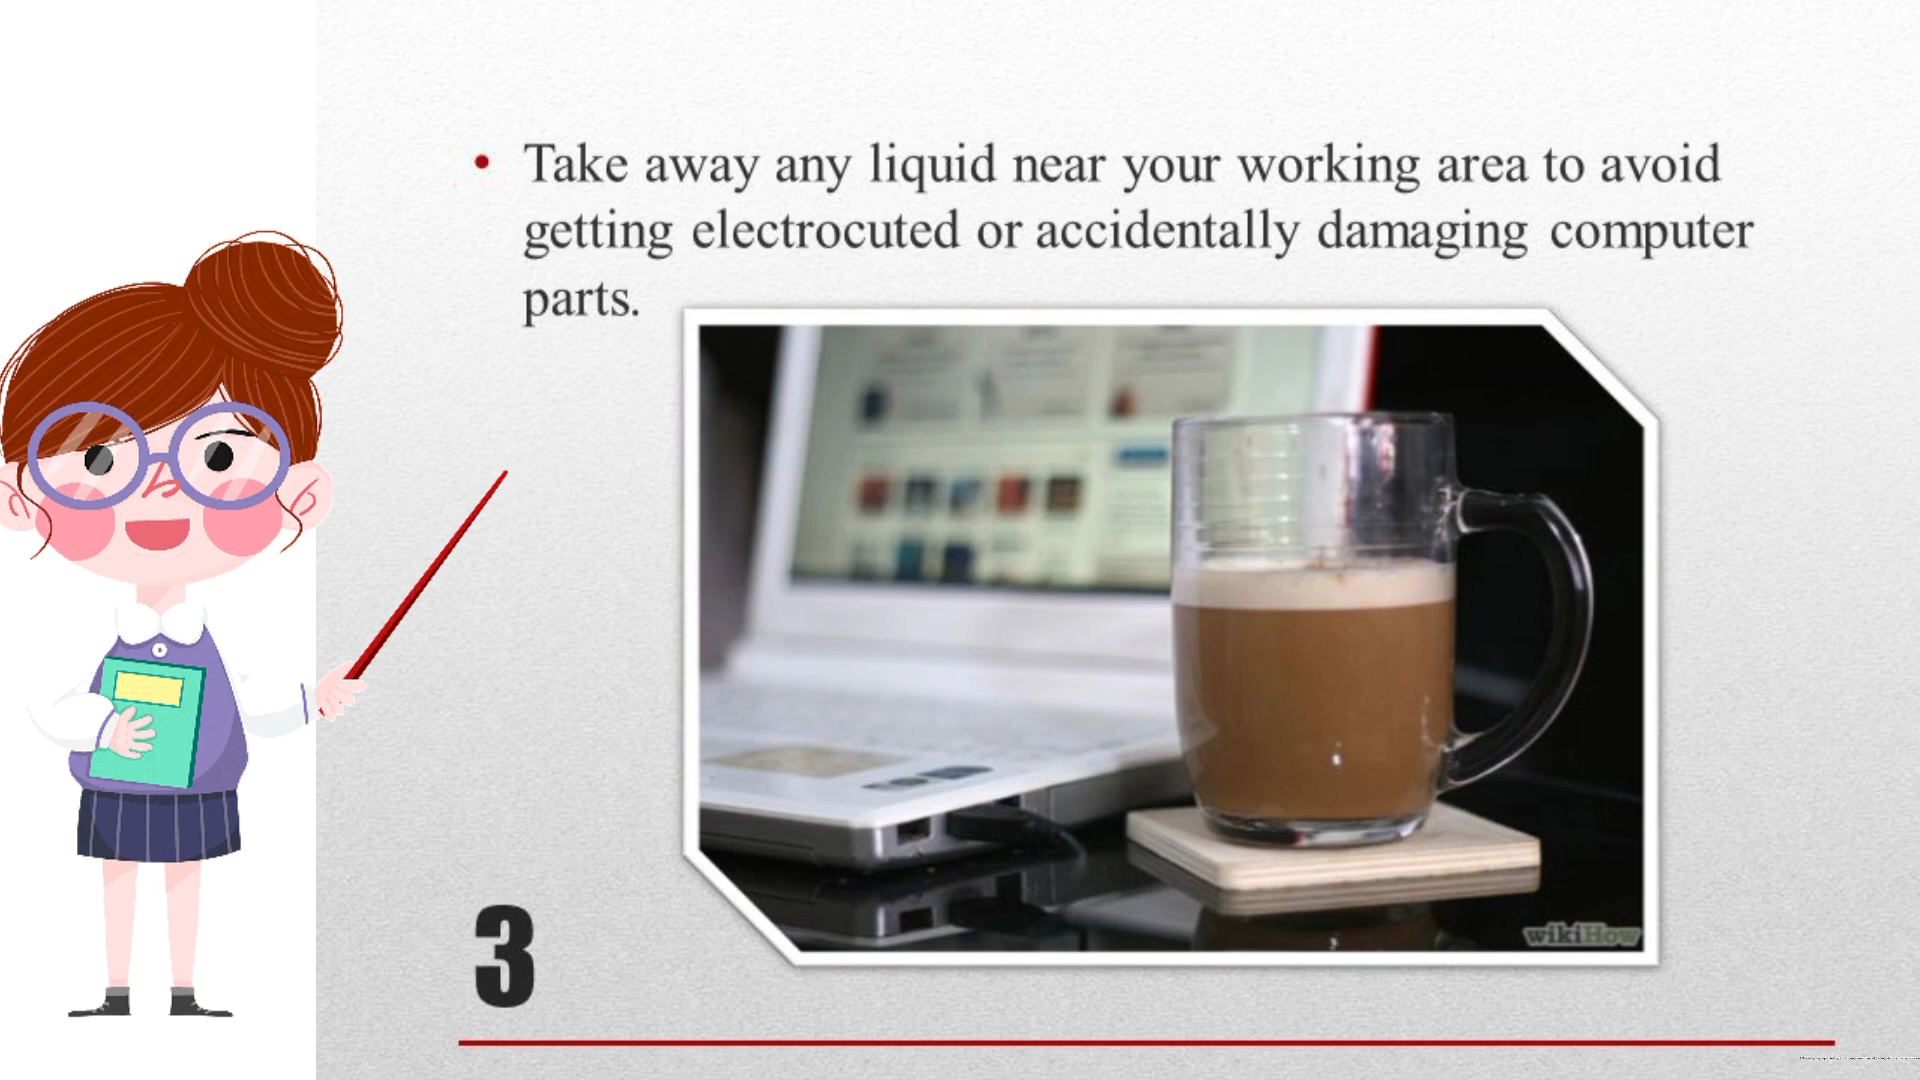 • Take away any liquid near your working area to avoid
getting electrocuted or accidentally damaging computer
parts.
wikiHow
3